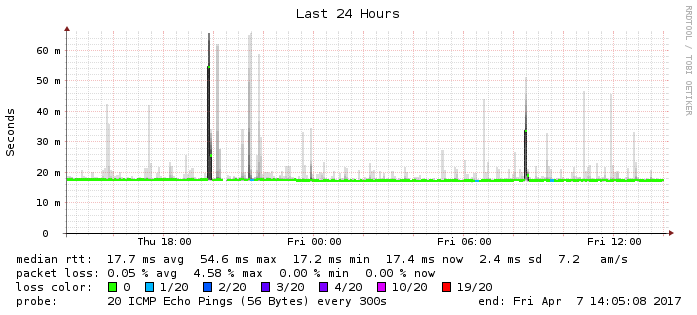 Last 24 Hours
RRDTOOL / TOBI OETIKER
Seconds
60 m
50 m
40 m
30 m
20 m
10 m
0
Thu 18:00 Fri 00:00 Fri 06:00 Fri 12:00
median rtt: 17.7 ms avg 54.6 ms max 17.2 ms min 17.4 ms now 2.4 ms sd 7.2 am/s
packet loss: 0.05 % avg 4.58 % max 0.00 % min 0.00 % now
loss color: 0 1/20 2/20 3/20 4/20 10/20 19/20
probe: 20 ICMP Echo Pings (56 Bytes) every 300s end: Fri Apr 7 14:05:08 2017